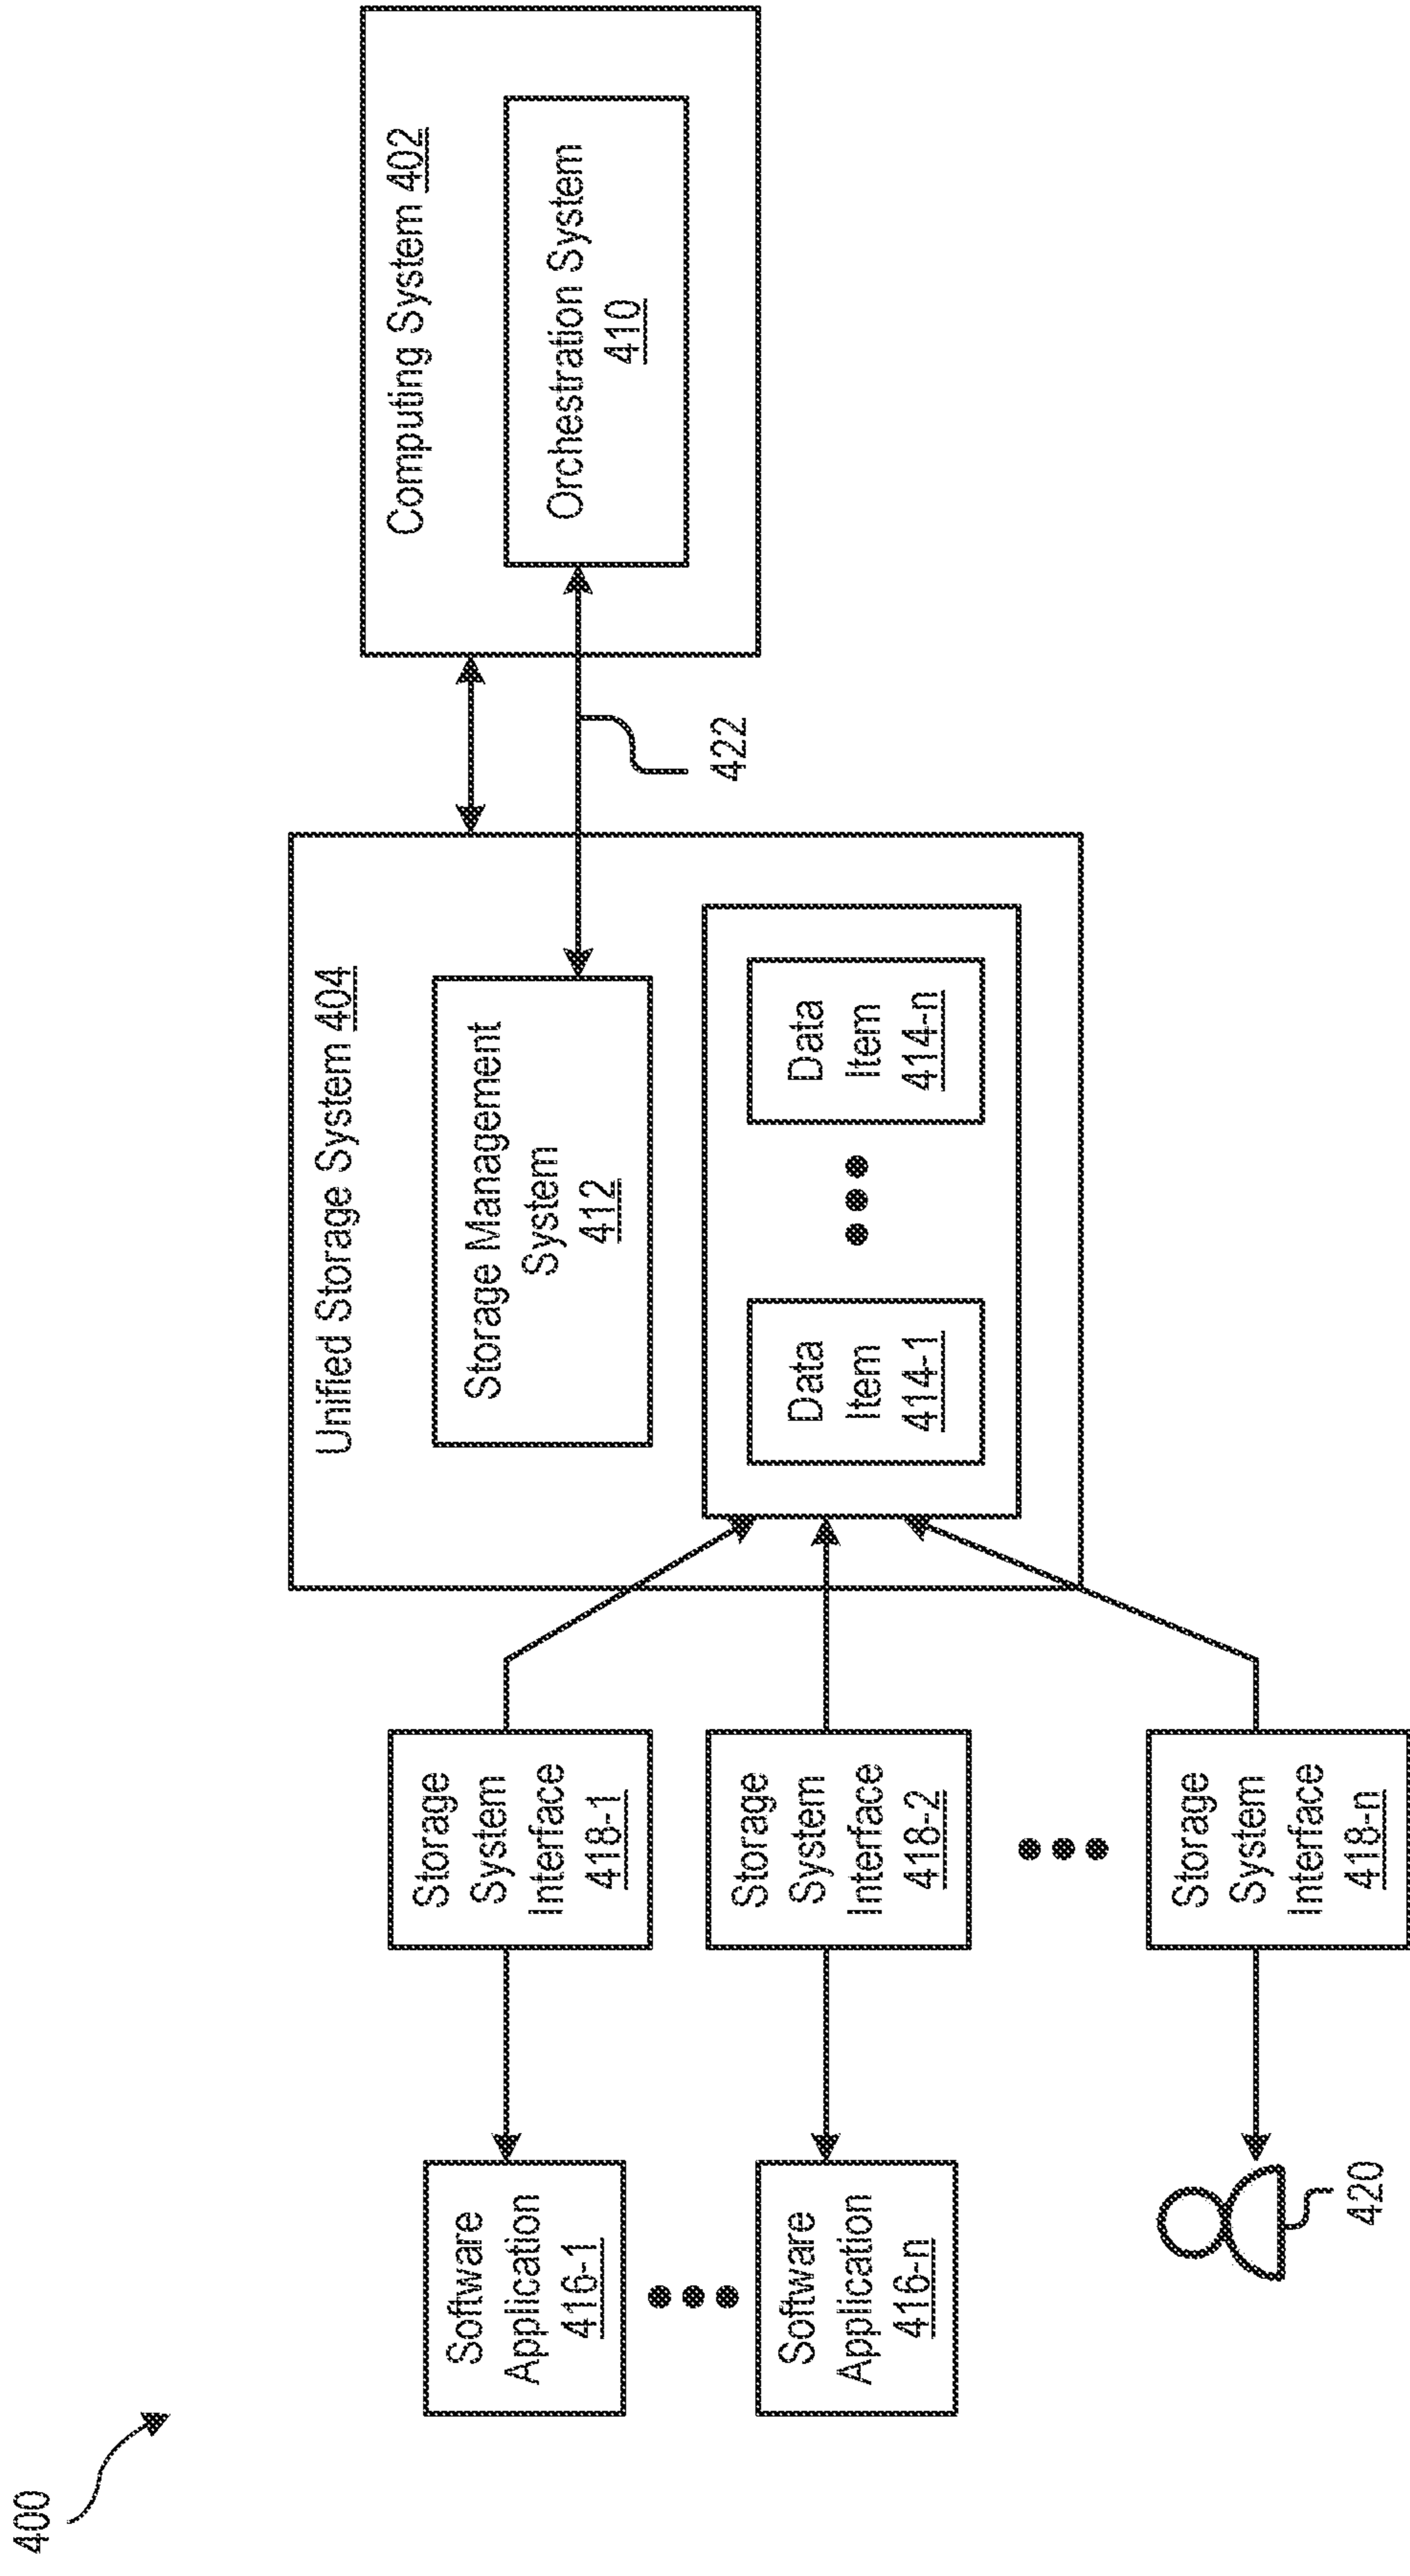 400
Software
Application
416-1
Software
Application
416-n
420
Storage
System
Interface
418-1
Storage
System
Interface
418-2
Storage
System
Interface
418-n
Unified Storage System 404
Storage Management
System
412
Data
Item
414-1
Data
Item
414-n
422
Computing System 402
Orchestration System
410